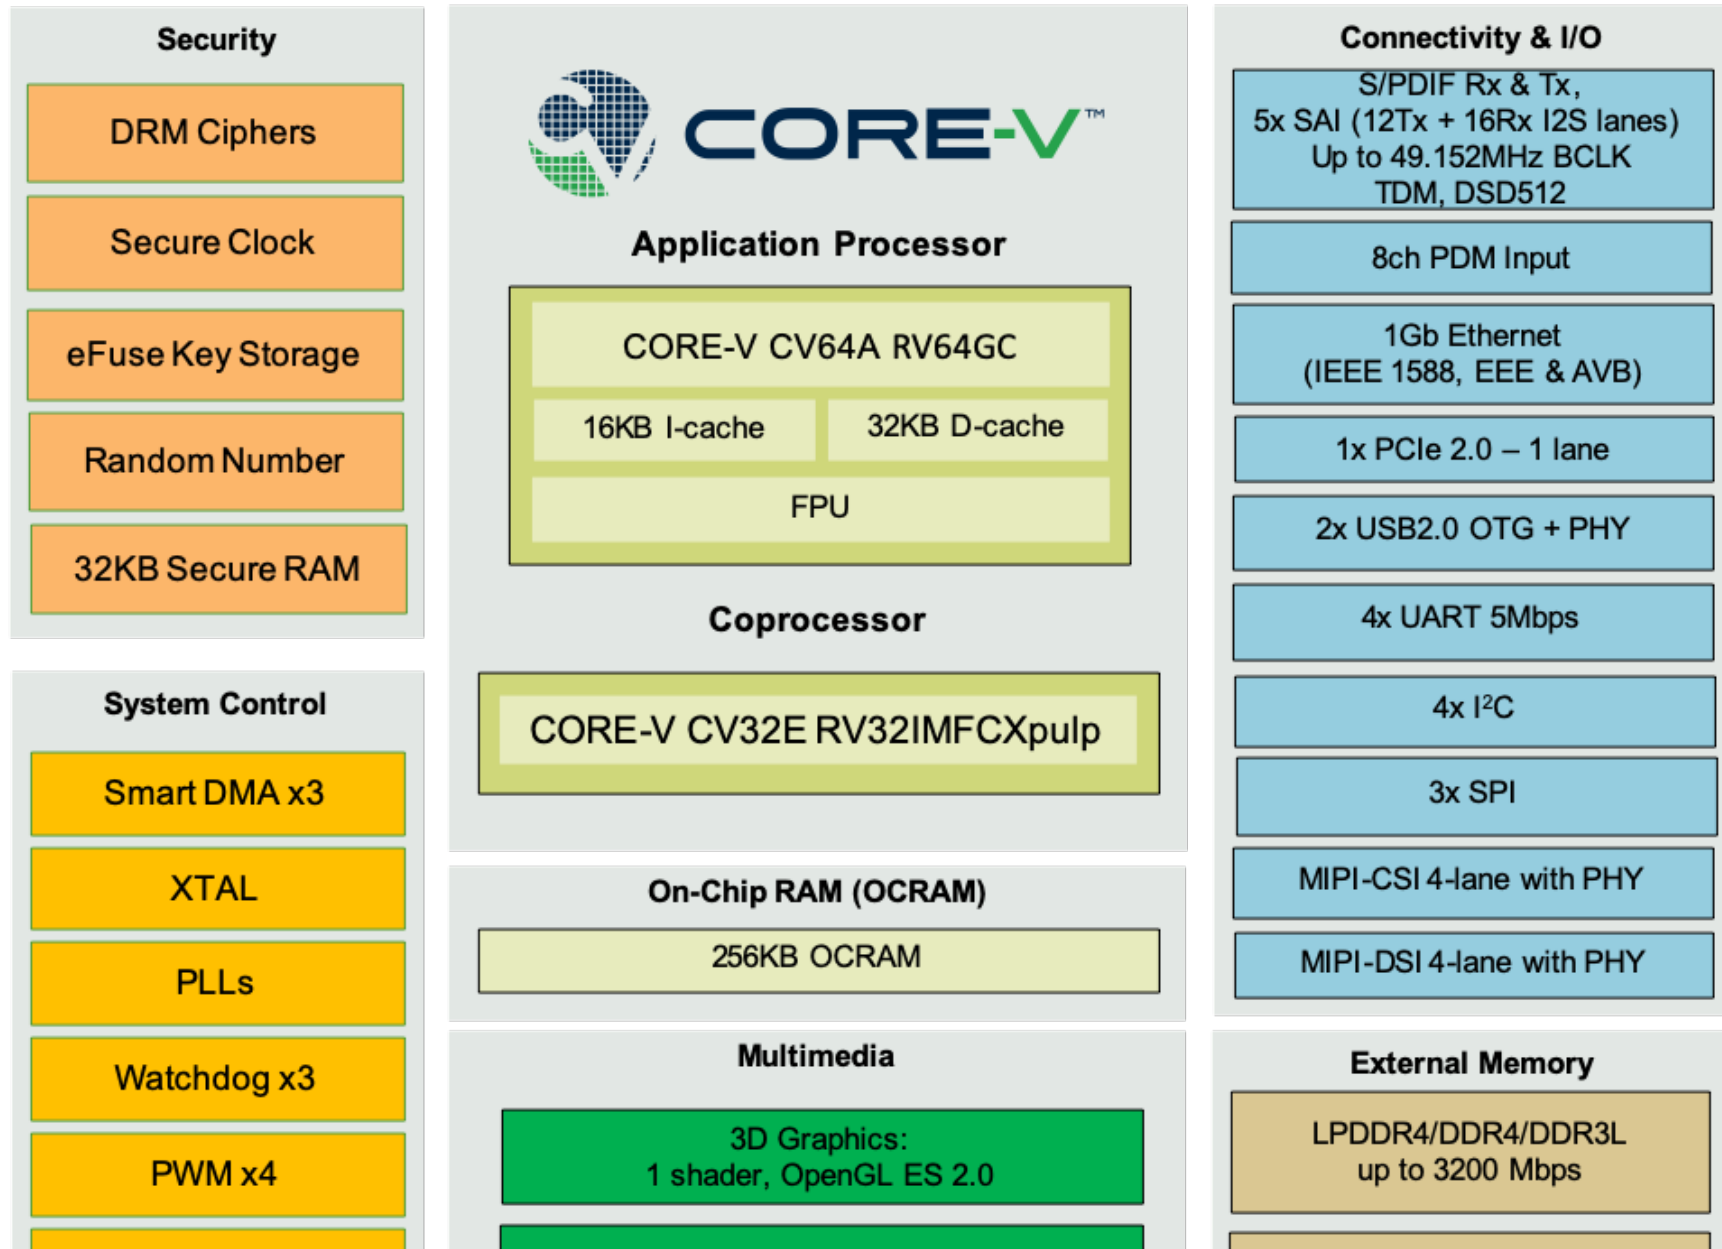 Security
DRM Ciphers
Secure Clock
eFuse Key Storage
Random Number
32KB Secure RAM
System Control
Smart DMA x3
XTAL
PLLs
Watchdog x3
PWM x4
CORE-V™
Application Processor
CORE-V CV64A RV64GC
16KB I-cache
32KB D-cache
FPU
Coprocessor
CORE-V CV32E RV32IMFCXpulp
On-Chip RAM (OCRAM)
256KB OCRAM
Multimedia
3D Graphics:
1 shader, OpenGL ES 2.0
Connectivity & I/O
S/PDIF Rx & Tx,
5x SAI (12Tx + 16Rx I2S lanes)
Up to 49.152MHz BCLK
TDM, DSD512
8ch PDM Input
1Gb Ethernet
(IEEE 1588, EEE & AVB)
1x PCIe 2.0 – 1 lane
2x USB2.0 OTG + PHY
4x UART 5Mbps
4x I²C
3x SPI
MIPI-CSI 4-lane with PHY
MIPI-DSI 4-lane with PHY
External Memory
LPDDR4/DDR4/DDR3L
up to 3200 Mbps